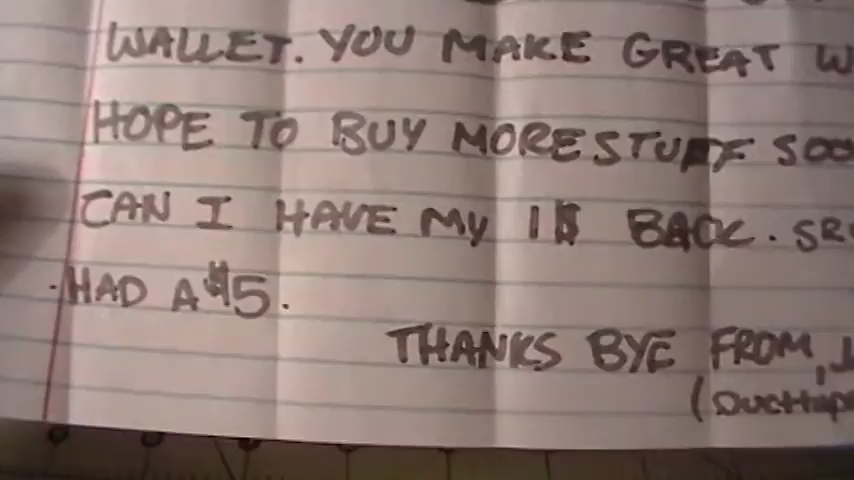 WALLET. YOU MAKE GREAT
HOPE TO BUY MORE STUFF
CAN I HAVE MY 1$ BACK.
HAD A $5.
THANKS BYE FROM,